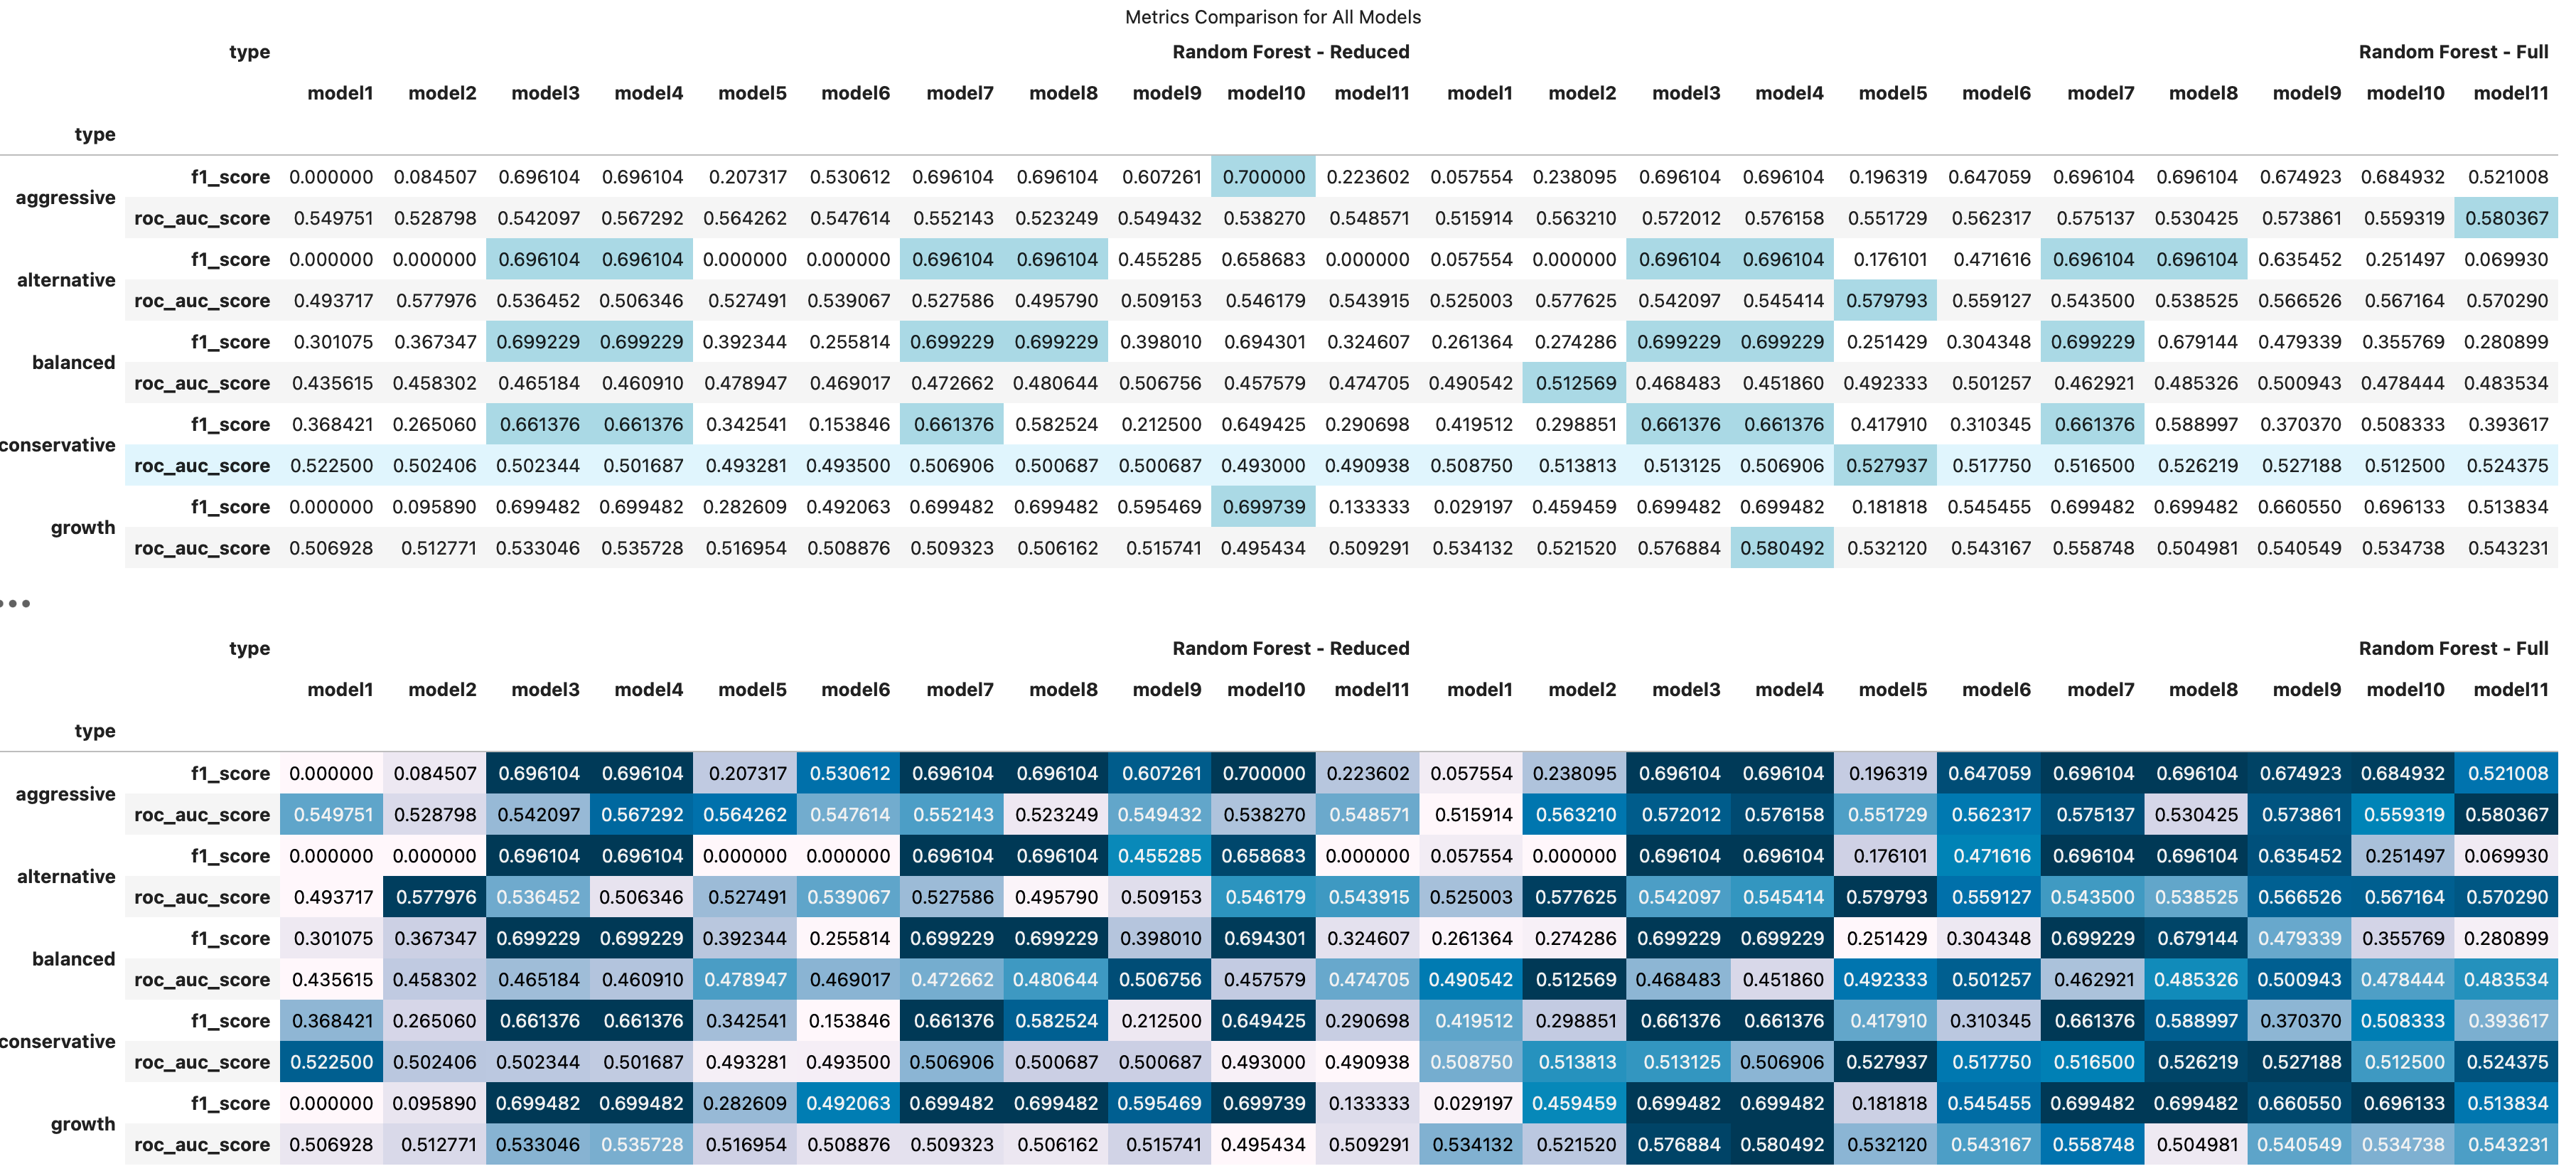 Metrics Comparison for All Models
type Random Forest - Reduced Random Forest - Full
model1 model2 model3 model4 model5 model6 model7 model8 model9 model10 model11 model1 model2 model3 model4 model5 model6 model7 model8 model9 model10 model11
type
aggressive f1_score 0.000000 0.084507 0.696104 0.696104 0.207317 0.530612 0.696104 0.696104 0.607261 0.700000 0.223602 0.057554 0.238095 0.696104 0.696104 0.196319 0.647059 0.696104 0.696104 0.674923 0.684932 0.521008
roc_auc_score 0.549751 0.528798 0.542097 0.567292 0.564262 0.547614 0.552143 0.523249 0.549432 0.538270 0.548571 0.515914 0.563210 0.572012 0.576158 0.551729 0.562317 0.575137 0.530425 0.573861 0.559319 0.580367
alternative f1_score 0.000000 0.000000 0.696104 0.696104 0.000000 0.000000 0.696104 0.696104 0.455285 0.658683 0.000000 0.057554 0.000000 0.696104 0.696104 0.176101 0.471616 0.696104 0.696104 0.635452 0.251497 0.069930
roc_auc_score 0.493717 0.577976 0.536452 0.506346 0.527491 0.539067 0.527586 0.495790 0.509153 0.546179 0.543915 0.525003 0.577625 0.542097 0.545414 0.579793 0.559127 0.543500 0.538525 0.566526 0.567164 0.570290
balanced f1_score 0.301075 0.367347 0.699229 0.699229 0.392344 0.255814 0.699229 0.699229 0.398010 0.694301 0.324607 0.261364 0.274286 0.699229 0.699229 0.251429 0.304348 0.699229 0.679144 0.479339 0.355769 0.280899
roc_auc_score 0.435615 0.458302 0.465184 0.460910 0.478947 0.469017 0.472662 0.480644 0.506756 0.457579 0.474705 0.490542 0.512569 0.468483 0.451860 0.492333 0.501257 0.462921 0.485326 0.500943 0.478444 0.483534
conservative f1_score 0.368421 0.265060 0.661376 0.661376 0.342541 0.153846 0.661376 0.582524 0.212500 0.649425 0.290698 0.419512 0.298851 0.661376 0.661376 0.417910 0.310345 0.661376 0.588997 0.370370 0.508333 0.393617
roc_auc_score 0.522500 0.502406 0.502344 0.501687 0.493281 0.493500 0.506906 0.500687 0.500687 0.493000 0.490938 0.508750 0.513813 0.513125 0.506906 0.527937 0.517750 0.516500 0.526219 0.527188 0.512500 0.524375
growth f1_score 0.000000 0.095890 0.699482 0.699482 0.282609 0.492063 0.699482 0.699482 0.595469 0.699739 0.133333 0.029197 0.459459 0.699482 0.699482 0.181818 0.545455 0.699482 0.699482 0.660550 0.696133 0.513834
roc_auc_score 0.506928 0.512771 0.533046 0.535728 0.516954 0.508876 0.509323 0.506162 0.515741 0.495434 0.509291 0.534132 0.521520 0.576884 0.580492 0.532120 0.543167 0.558748 0.504981 0.540549 0.534738 0.543231
type Random Forest - Reduced Random Forest - Full
model1 model2 model3 model4 model5 model6 model7 model8 model9 model10 model11 model1 model2 model3 model4 model5 model6 model7 model8 model9 model10 model11
type
aggressive f1_score 0.000000 0.084507 0.696104 0.696104 0.207317 0.530612 0.696104 0.696104 0.607261 0.700000 0.223602 0.057554 0.238095 0.696104 0.696104 0.196319 0.647059 0.696104 0.696104 0.674923 0.684932 0.521008
roc_auc_score 0.549751 0.528798 0.542097 0.567292 0.564262 0.547614 0.552143 0.523249 0.549432 0.538270 0.548571 0.515914 0.563210 0.572012 0.576158 0.551729 0.562317 0.575137 0.530425 0.573861 0.559319 0.580367
alternative f1_score 0.000000 0.000000 0.696104 0.696104 0.000000 0.000000 0.696104 0.696104 0.455285 0.658683 0.000000 0.057554 0.000000 0.696104 0.696104 0.176101 0.471616 0.696104 0.696104 0.635452 0.251497 0.069930
roc_auc_score 0.493717 0.577976 0.536452 0.506346 0.527491 0.539067 0.527586 0.495790 0.509153 0.546179 0.543915 0.525003 0.577625 0.542097 0.545414 0.579793 0.559127 0.543500 0.538525 0.566526 0.567164 0.570290
balanced f1_score 0.301075 0.367347 0.699229 0.699229 0.392344 0.255814 0.699229 0.699229 0.398010 0.694301 0.324607 0.261364 0.274286 0.699229 0.699229 0.251429 0.304348 0.699229 0.679144 0.479339 0.355769 0.280899
roc_auc_score 0.435615 0.458302 0.465184 0.460910 0.478947 0.469017 0.472662 0.480644 0.506756 0.457579 0.474705 0.490542 0.512569 0.468483 0.451860 0.492333 0.501257 0.462921 0.485326 0.500943 0.478444 0.483534
conservative f1_score 0.368421 0.265060 0.661376 0.661376 0.342541 0.153846 0.661376 0.582524 0.212500 0.649425 0.290698 0.419512 0.298851 0.661376 0.661376 0.417910 0.310345 0.661376 0.588997 0.370370 0.508333 0.393617
roc_auc_score 0.522500 0.502406 0.502344 0.501687 0.493281 0.493500 0.506906 0.500687 0.500687 0.493000 0.490938 0.508750 0.513813 0.513125 0.506906 0.527937 0.517750 0.516500 0.526219 0.527188 0.512500 0.524375
growth f1_score 0.000000 0.095890 0.699482 0.699482 0.282609 0.492063 0.699482 0.699482 0.595469 0.699739 0.133333 0.029197 0.459459 0.699482 0.699482 0.181818 0.545455 0.699482 0.699482 0.660550 0.696133 0.513834
roc_auc_score 0.506928 0.512771 0.533046 0.535728 0.516954 0.508876 0.509323 0.506162 0.515741 0.495434 0.509291 0.534132 0.521520 0.576884 0.580492 0.532120 0.543167 0.558748 0.504981 0.540549 0.534738 0.543231